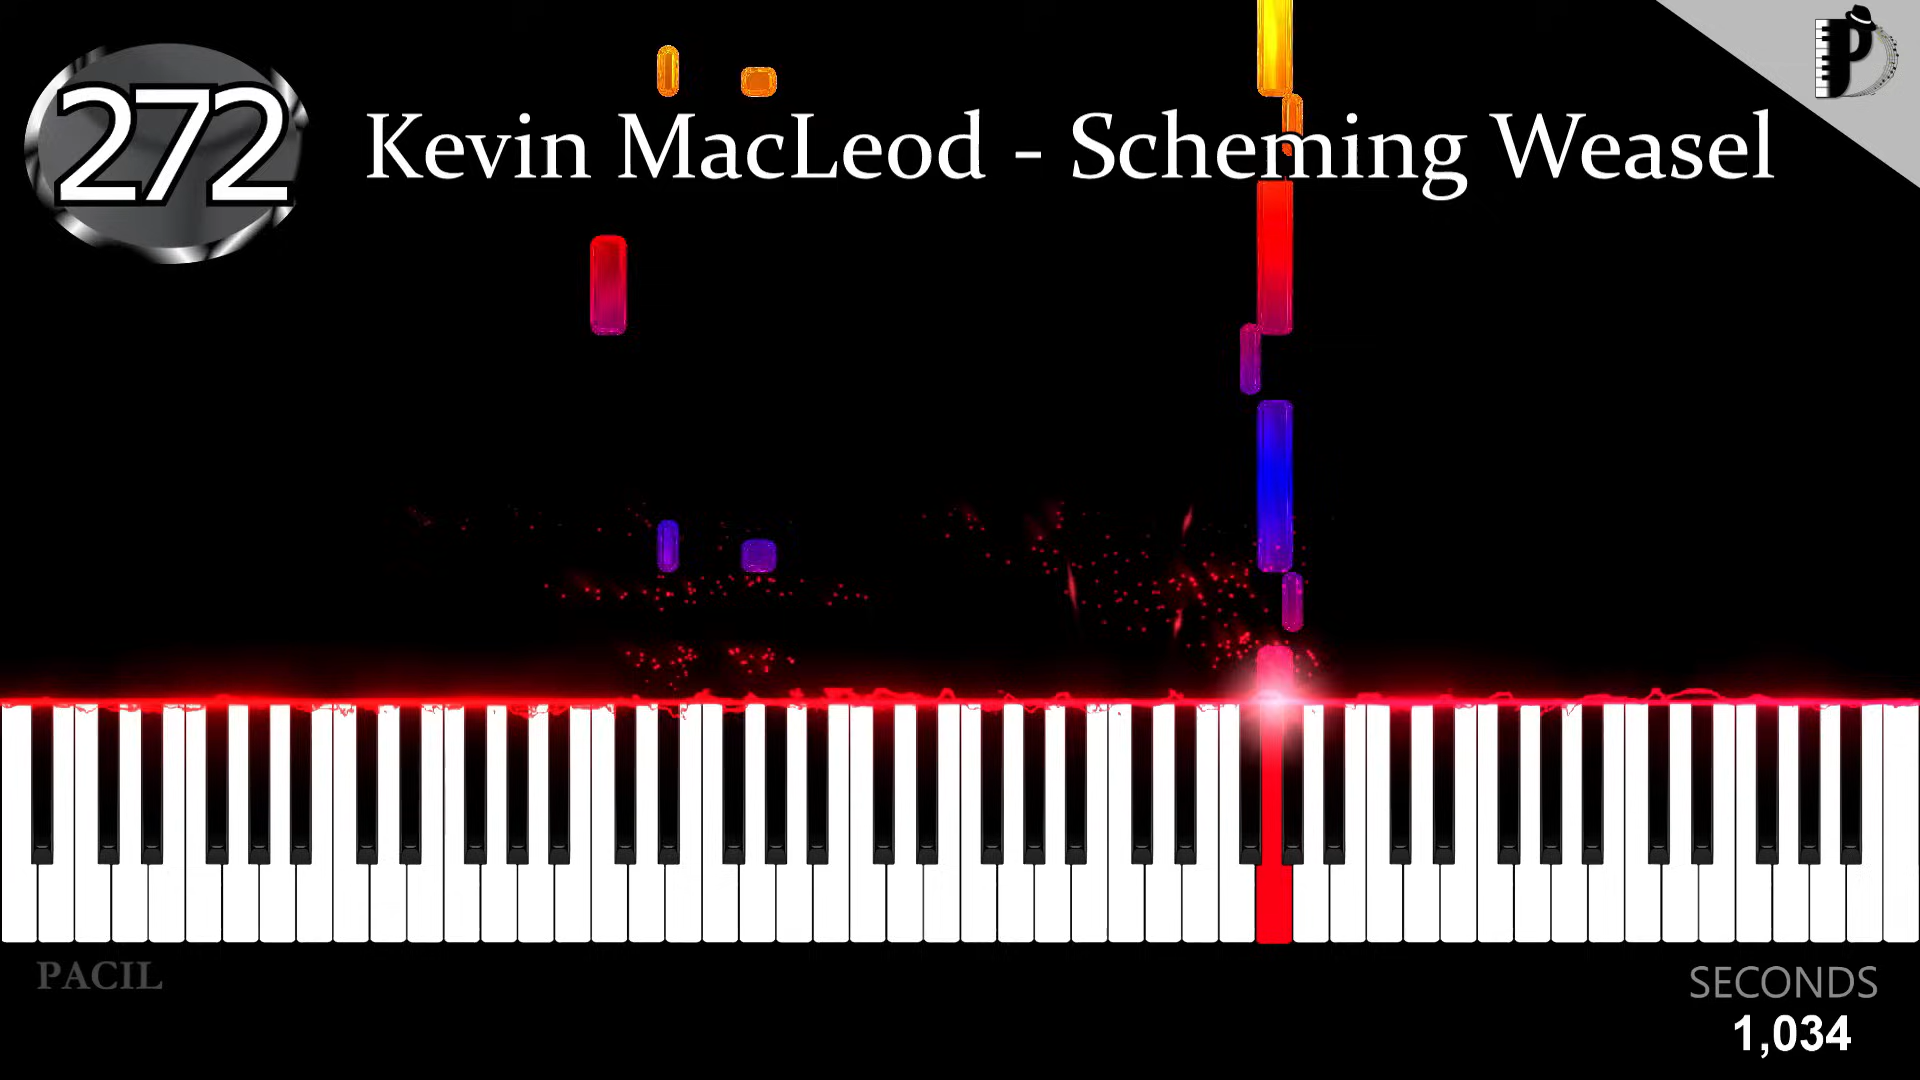 272
Kevin MacLeod - Scheming Weasel
P
PACIL
SECONDS
1,034